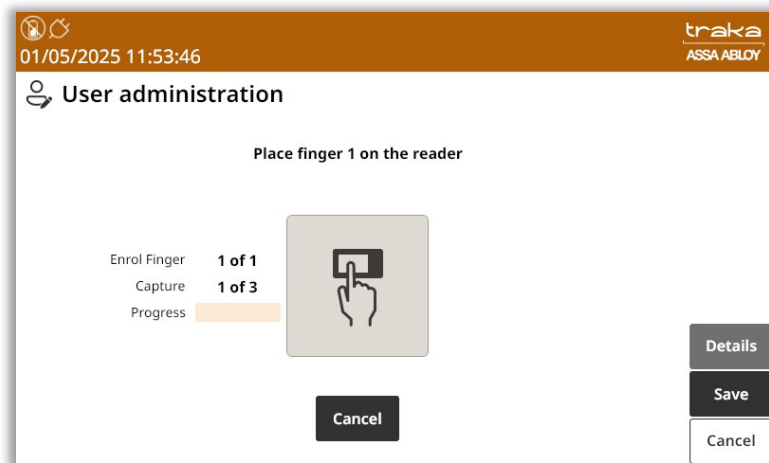 traka
01/05/2025 11:53:46
ASSA ABLOY
User administration
Place finger 1 on the reader
Enrol Finger 1 of 1
Capture 1 of 3
Progress
Details
Save
Cancel
Cancel